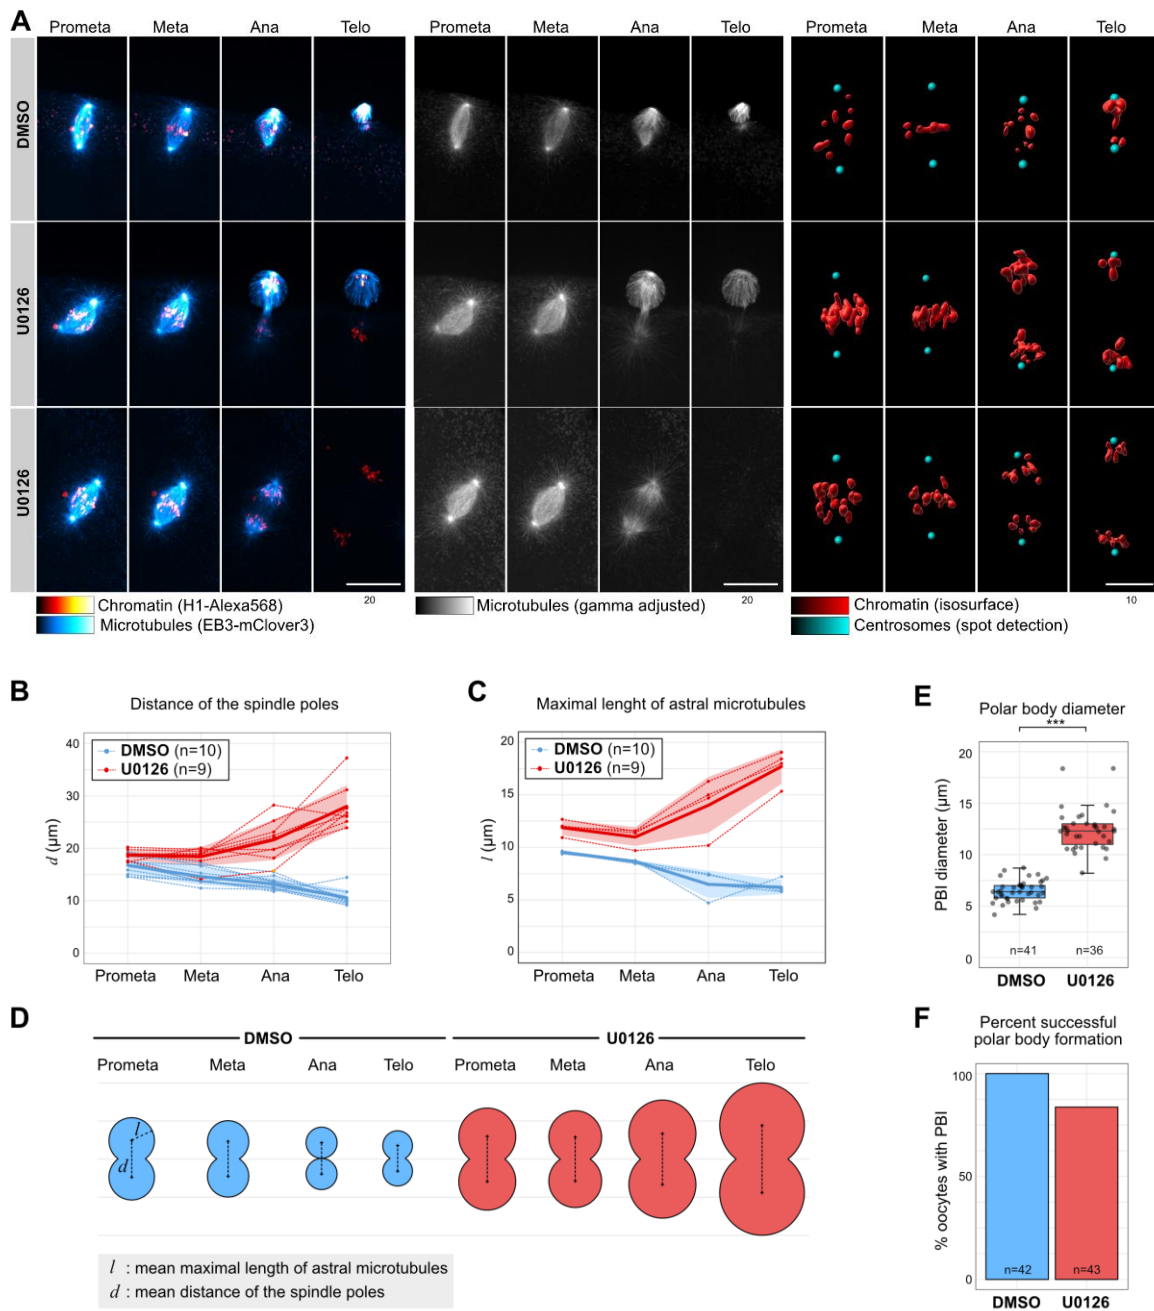 A
Prometa Meta Ana Telo Prometa Meta Ana Telo Prometa Meta Ana Telo
DMSO
U0126
U0126
20 20 10
Chromatin (H1-Alexa568)
Microtubules (EB3-mClover3)
Microtubules (gamma adjusted)
Chromatin (isosurface)
Centrosomes (spot detection)
B
Distance of the spindle poles
DMSO (n=10)
U0126 (n=9)
d (µm)
40
30
20
10
0
Prometa Meta Ana Telo
C
Maximal lenght of astral microtubules
DMSO (n=10)
U0126 (n=9)
l (µm)
20
15
10
5
0
Prometa Meta Ana Telo
E
Polar body diameter
***
PBI diameter (µm)
20
15
10
5
0
n=41 n=36
DMSO U0126
D
DMSO U0126
Prometa Meta Ana Telo Prometa Meta Ana Telo
l
d
l : mean maximal length of astral microtubules
d : mean distance of the spindle poles
F
Percent successful
polar body formation
% oocytes with PBI
100
50
0
n=42 n=43
DMSO U0126